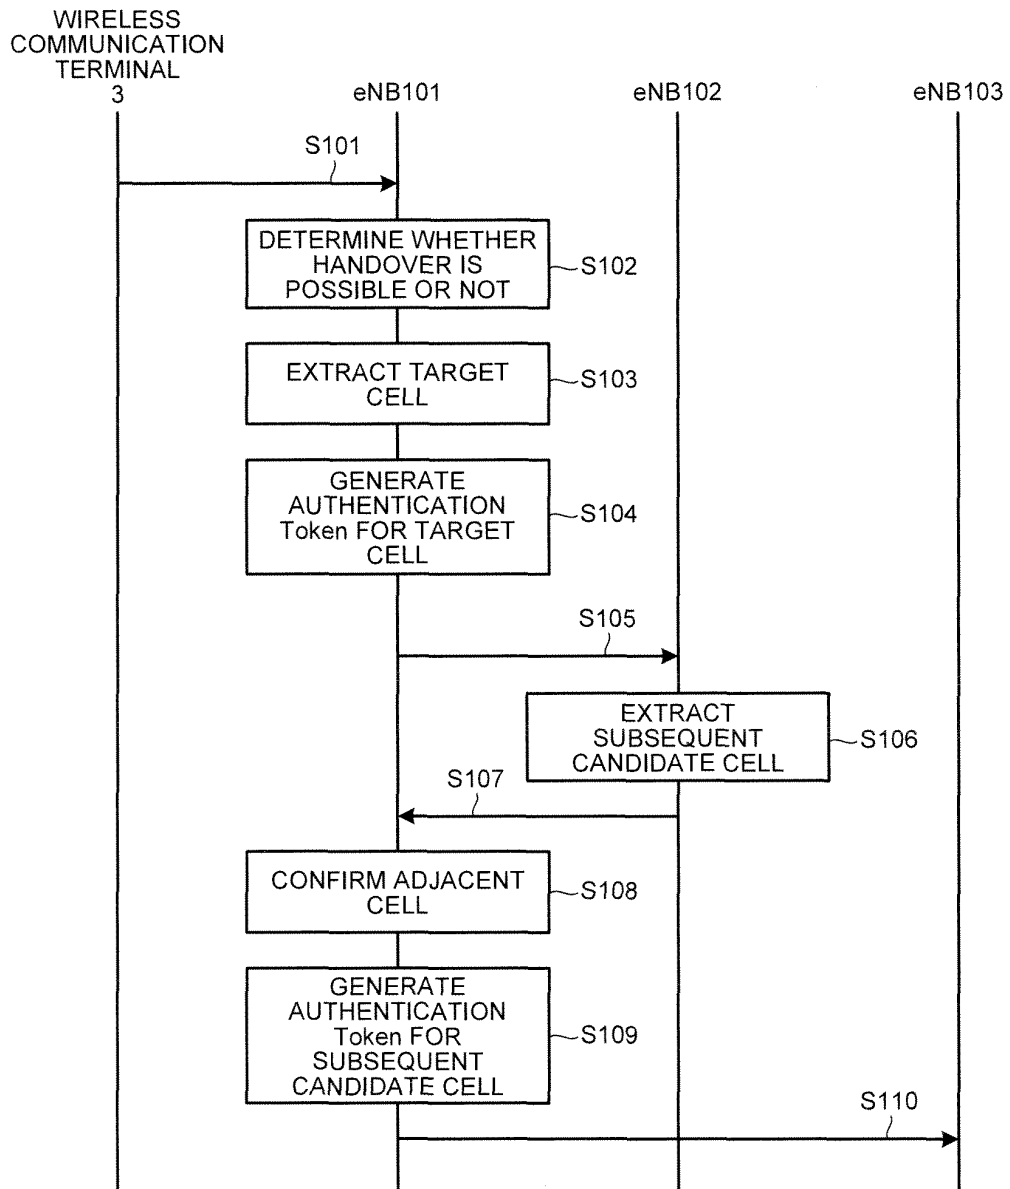 WIRELESS
COMMUNICATION
TERMINAL
3
eNB101
eNB102
eNB103
S101
DETERMINE WHETHER
HANDOVER IS
POSSIBLE OR NOT
S102
EXTRACT TARGET
CELL
S103
GENERATE
AUTHENTICATION
Token FOR TARGET
CELL
S104
S105
EXTRACT
SUBSEQUENT
CANDIDATE CELL
S106
S107
CONFIRM ADJACENT
CELL
S108
GENERATE
AUTHENTICATION
Token FOR
SUBSEQUENT
CANDIDATE CELL
S109
S110